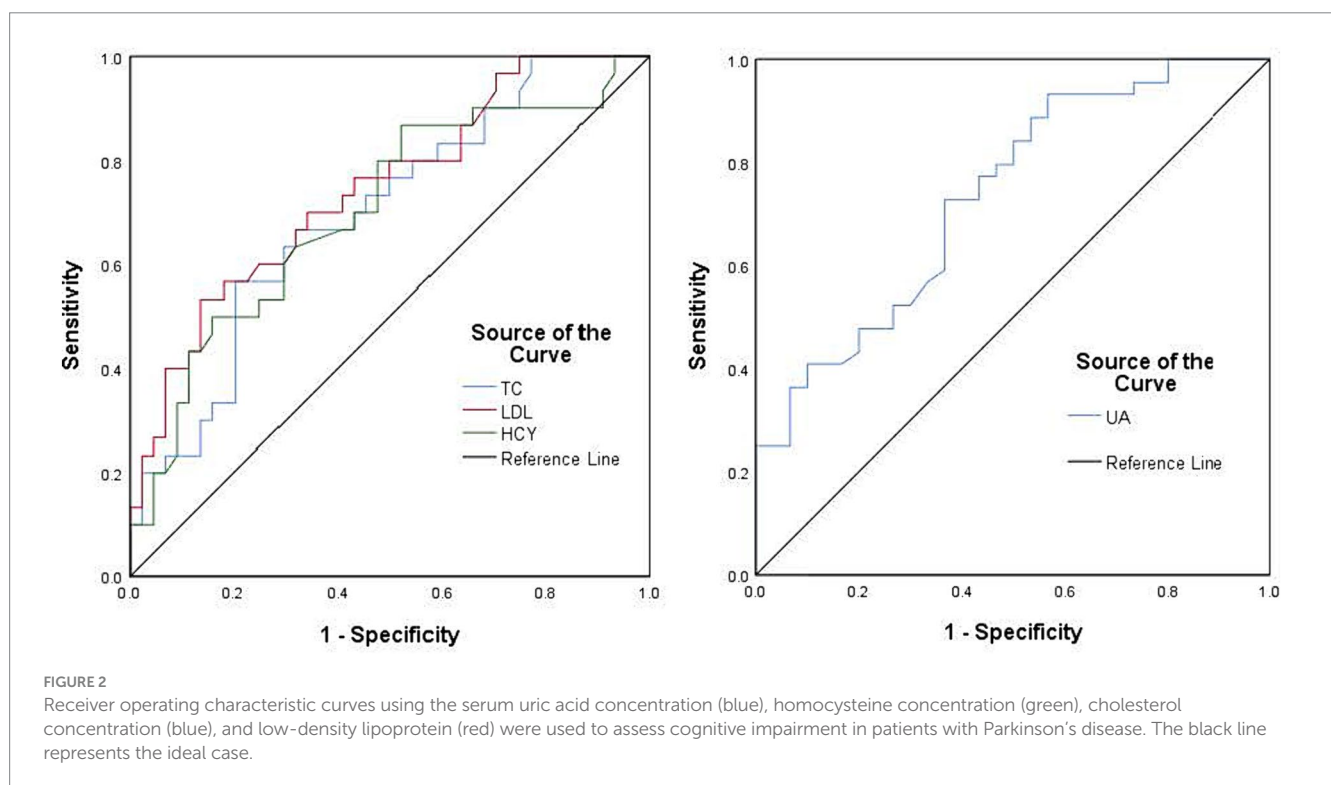 1.0
0.8
0.6
0.4
0.2
0.0
Sensitivity
0.0 0.2 0.4 0.6 0.8 1.0
1 - Specificity
Source of the
Curve
TC
LDL
HCY
Reference Line
1.0
0.8
0.6
0.4
0.2
0.0
Sensitivity
0.0 0.2 0.4 0.6 0.8 1.0
1 - Specificity
Source of the
Curve
UA
Reference Line
FIGURE 2
Receiver operating characteristic curves using the serum uric acid concentration (blue), homocysteine concentration (green), cholesterol
concentration (blue), and low-density lipoprotein (red) were used to assess cognitive impairment in patients with Parkinson’s disease. The black line
represents the ideal case.